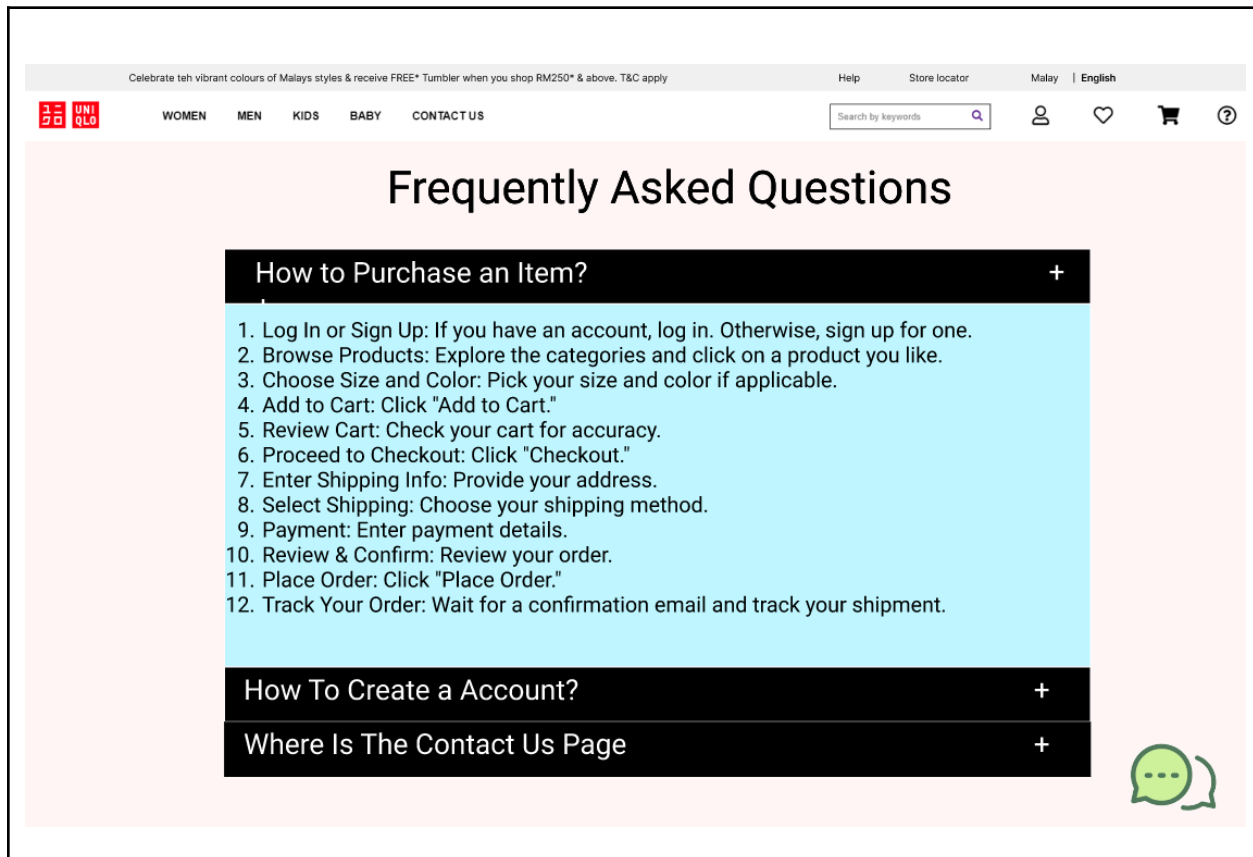 Celebrate teh vibrant colours of Malays styles & receive FREE* Tumbler when you shop RM250* & above. T&C apply Help Store locator Malay | English
ユニクロ UNIQLO WOMEN MEN KIDS BABY CONTACT US Search by keywords
Frequently Asked Questions
How to Purchase an Item? +
1. Log In or Sign Up: If you have an account, log in. Otherwise, sign up for one.
2. Browse Products: Explore the categories and click on a product you like.
3. Choose Size and Color: Pick your size and color if applicable.
4. Add to Cart: Click "Add to Cart."
5. Review Cart: Check your cart for accuracy.
6. Proceed to Checkout: Click "Checkout."
7. Enter Shipping Info: Provide your address.
8. Select Shipping: Choose your shipping method.
9. Payment: Enter payment details.
10. Review & Confirm: Review your order.
11. Place Order: Click "Place Order."
12. Track Your Order: Wait for a confirmation email and track your shipment.
How To Create a Account? +
Where Is The Contact Us Page +